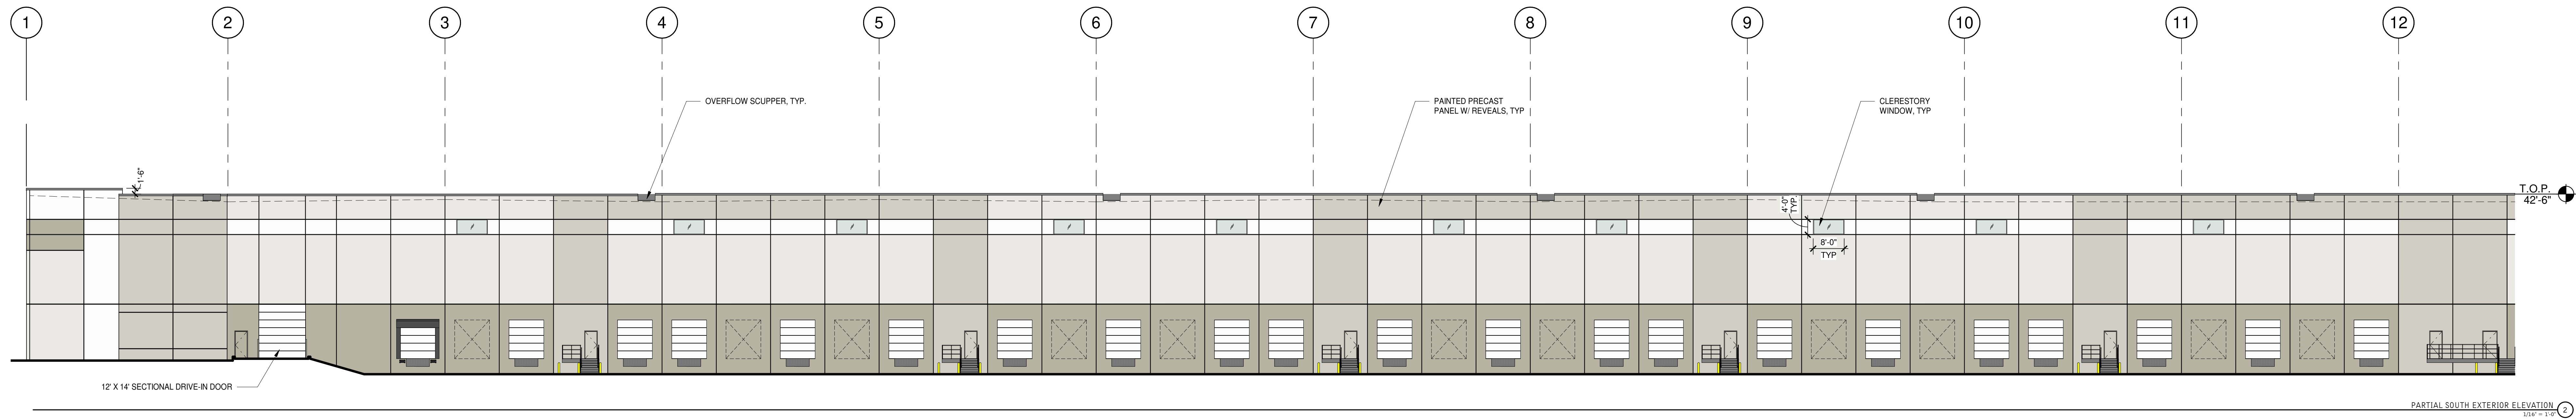 1
2
3
4
5
6
7
8
9
10
11
12
OVERFLOW SCUPPER, TYP.
PAINTED PRECAST
PANEL W/ REVEALS, TYP
CLERESTORY
WINDOW, TYP
1'-6"
T.O.P.
42'-6"
4'-0"
TYP.
8'-0"
TYP
12' X 14' SECTIONAL DRIVE-IN DOOR
PARTIAL SOUTH EXTERIOR ELEVATION
1/16" = 1'-0"
2